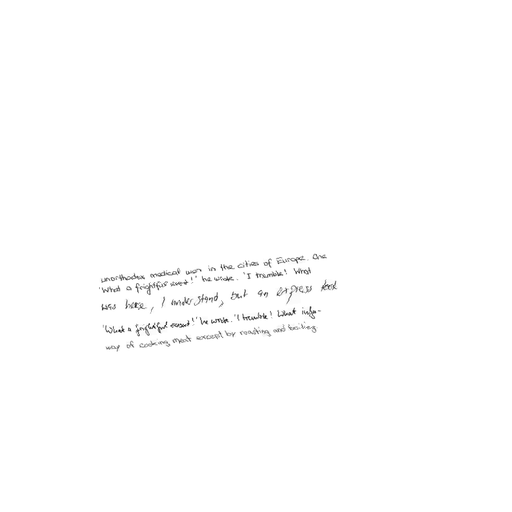 unorthodox medical men in the cities of Europe. One
'What a frightful event!' he wrote. 'I tremble! What
was here, I understand, but an express took
'What a frightful event!' he wrote. 'I tremble! What infa-
way of cooking meat except by roasting and boiling.